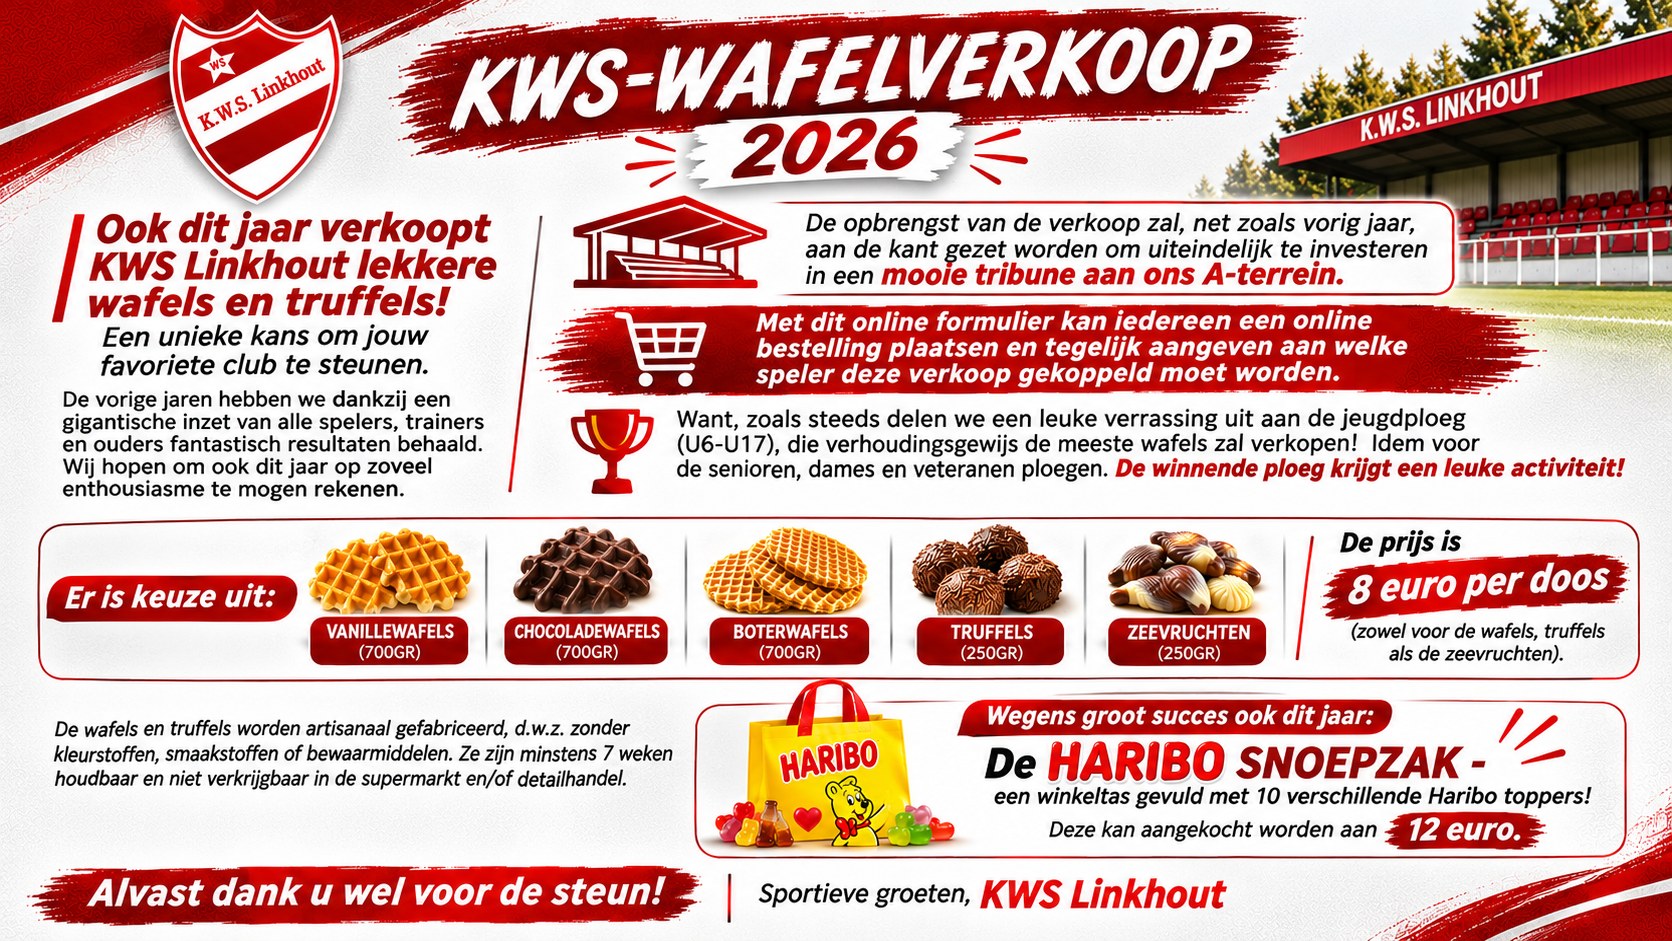 WS
K.W.S. Linkhout
KWS-WAFELVERKOOP
2026
K.W.S. LINKHOUT
Ook dit jaar verkoopt
KWS Linkhout lekkere
wafels en truffels!
Een unieke kans om jouw
favoriete club te steunen.
De vorige jaren hebben we dankzij een
gigantische inzet van alle spelers, trainers
en ouders fantastisch resultaten behaald.
Wij hopen om ook dit jaar op zoveel
enthousiasme te mogen rekenen.
De opbrengst van de verkoop zal, net zoals vorig jaar,
aan de kant gezet worden om uiteindelijk te investeren
in een mooie tribune aan ons A-terrein.
Met dit online formulier kan iedereen een online
bestelling plaatsen en tegelijk aangeven aan welke
speler deze verkoop gekoppeld moet worden.
Want, zoals steeds delen we een leuke verrassing uit aan de jeugdploeg
(U6-U17), die verhoudingsgewijs de meeste wafels zal verkopen! Idem voor
de senioren, dames en veteranen ploegen. De winnende ploeg krijgt een leuke activiteit!
Er is keuze uit:
VANILLEWAFELS
(700GR)
CHOCOLADEWAFELS
(700GR)
BOTERWAFELS
(700GR)
TRUFFELS
(250GR)
ZEEVRUCHTEN
(250GR)
De prijs is
8 euro per doos
(zowel voor de wafels, truffels
als de zeevruchten).
De wafels en truffels worden artisanaal gefabriceerd, d.w.z. zonder
kleurstoffen, smaakstoffen of bewaarmiddelen. Ze zijn minstens 7 weken
houdbaar en niet verkrijgbaar in de supermarkt en/of detailhandel.
HARIBO
Wegens groot succes ook dit jaar:
De HARIBO SNOEPZAK -
een winkeltas gevuld met 10 verschillende Haribo toppers!
Deze kan aangekocht worden aan 12 euro.
Alvast dank u wel voor de steun!
Sportieve groeten, KWS Linkhout